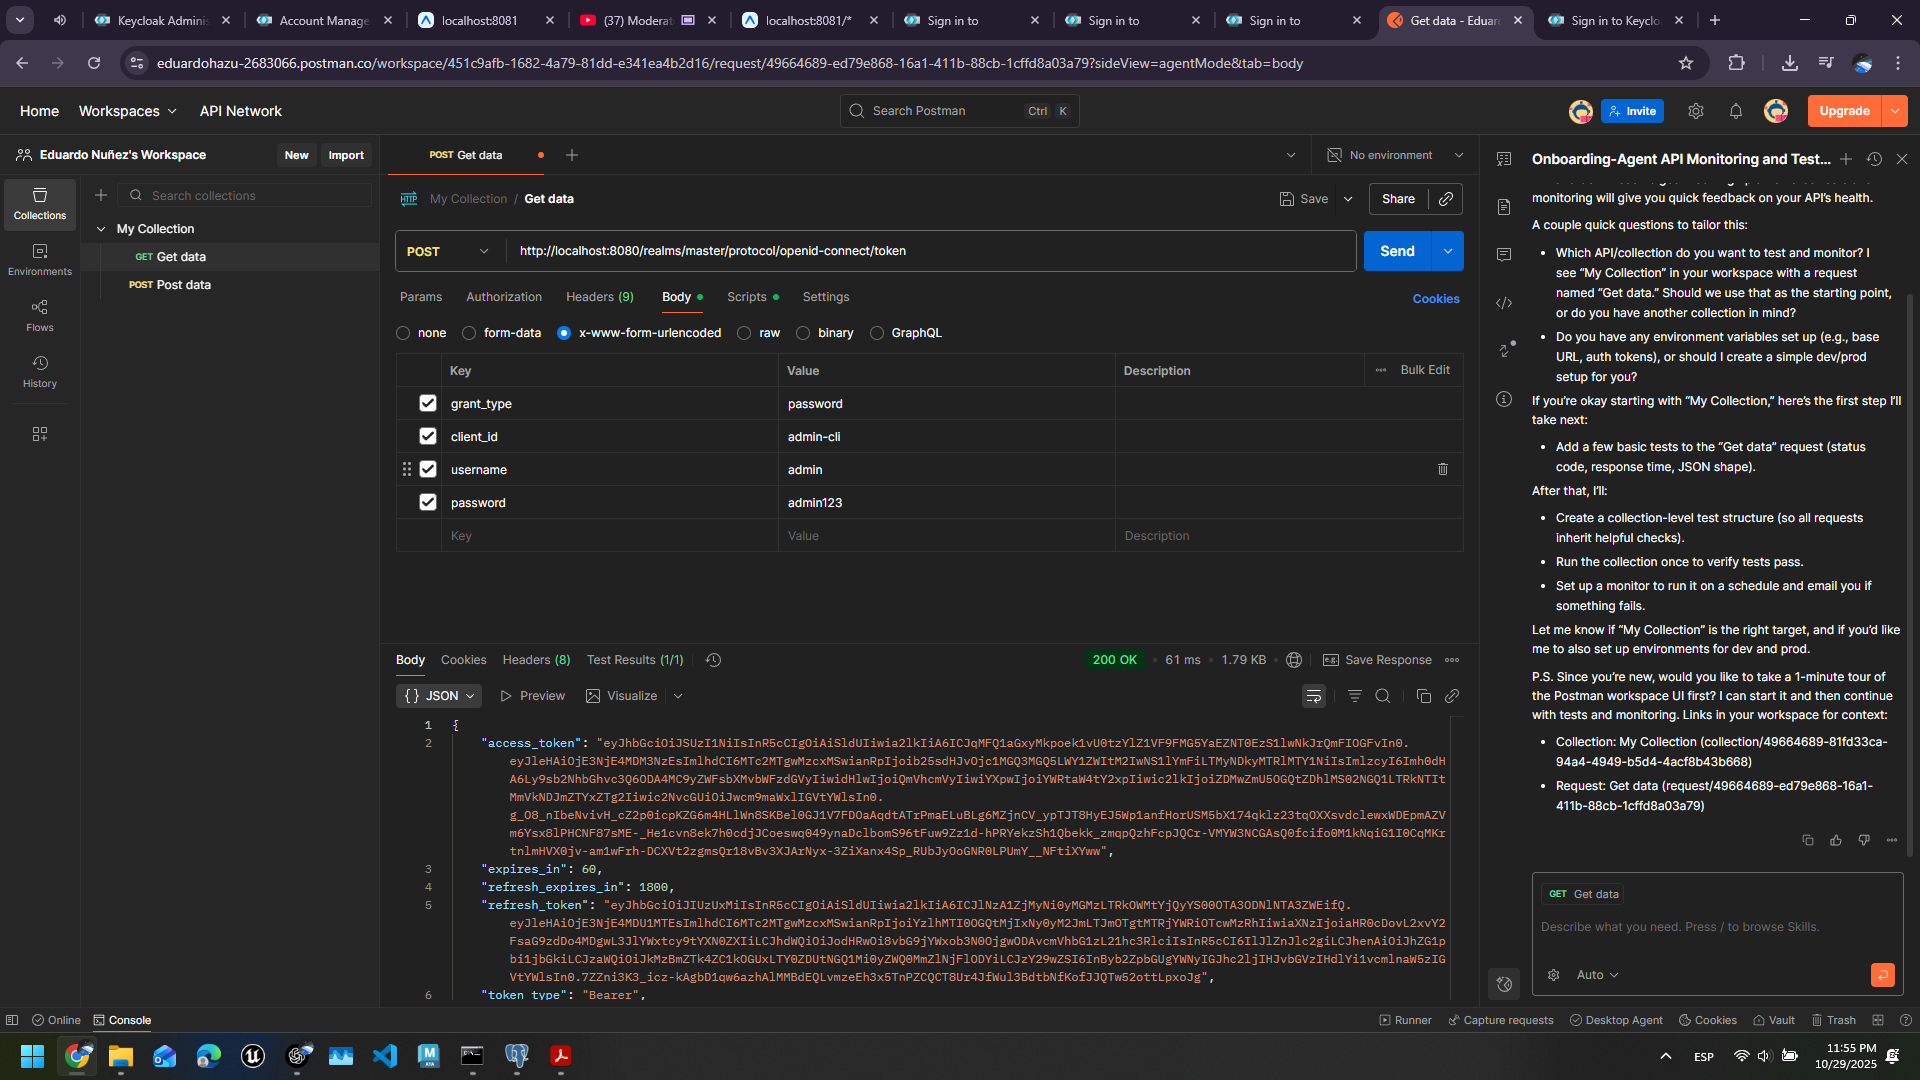 Keycloak Adminis
Account Manage
localhost:8081
(37) Moderat
localhost:8081/*
Sign in to
Sign in to
Sign in to
Get data - Eduar
Sign in to Keyclo
eduardohazu-2683066.postman.co/workspace/451c9afb-1682-4a79-81dd-e341ea4b2d16/request/49664689-ed79e868-16a1-411b-88cb-1cffd8a03a79?sideView=agentMode&tab=body
Home Workspaces API Network
Search Postman Ctrl K
Invite
Upgrade
Eduardo Nuñez's Workspace
New Import
Collections
Environments
Flows
History
Search collections
My Collection
GET Get data
POST Post data
POST Get data
No environment
HTTP My Collection / Get data
Save
Share
POST http://localhost:8080/realms/master/protocol/openid-connect/token
Send
Params Authorization Headers (9) Body Scripts Settings
Cookies
none form-data x-www-form-urlencoded raw binary GraphQL
Key Value Description Bulk Edit
grant_type password
client_id admin-cli
username admin
password admin123
Key Value Description
Body Cookies Headers (8) Test Results (1/1)
200 OK • 61 ms • 1.79 KB
e.g. Save Response
{} JSON Preview Visualize
1 {
2 "access_token":
3 "expires_in": 60,
4 "refresh_expires_in": 1800,
5 "refresh_token":
6 "token_type": "Bearer",
Onboarding-Agent API Monitoring and Test...
monitoring will give you quick feedback on your API's health.
A couple quick questions to tailor this:
• Which API/collection do you want to test and monitor? I
see “My Collection” in your workspace with a request
named “Get data.” Should we use that as the starting point,
or do you have another collection in mind?
• Do you have any environment variables set up (e.g., base
URL, auth tokens), or should I create a simple dev/prod
setup for you?
If you’re okay starting with “My Collection,” here’s the first step I’ll
take next:
• Add a few basic tests to the “Get data” request (status
code, response time, JSON shape).
After that, I’ll:
• Create a collection-level test structure (so all requests
inherit helpful checks).
• Run the collection once to verify tests pass.
• Set up a monitor to run it on a schedule and email you if
something fails.
Let me know if “My Collection” is the right target, and if you’d like
me to also set up environments for dev and prod.
P.S. Since you’re new, would you like to take a 1-minute tour of
the Postman workspace UI first? I can start it and then continue
with tests and monitoring. Links in your workspace for context:
• Collection: My Collection (collection/49664689-81fd33ca-
94a4-4949-b5d4-4acf8b43b668)
• Request: Get data (request/49664689-ed79e868-16a1-
411b-88cb-1cffd8a03a79)
GET Get data
Describe what you need. Press / to browse Skills.
Auto
Online Console
Runner Capture requests Desktop Agent Cookies Vault Trash
ESP
11:55 PM
10/29/2025